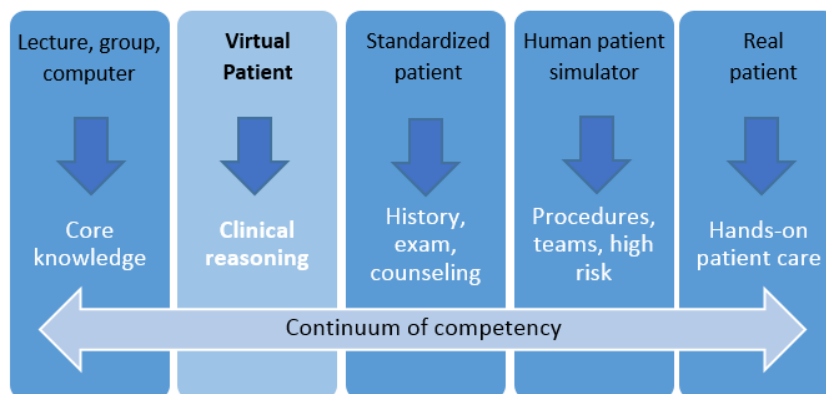 Lecture, group,
computer
Core
knowledge
Virtual
Patient
Clinical
reasoning
Standardized
patient
History,
exam,
counseling
Human patient
simulator
Procedures,
teams, high
risk
Real
patient
Hands-on
patient care
Continuum of competency